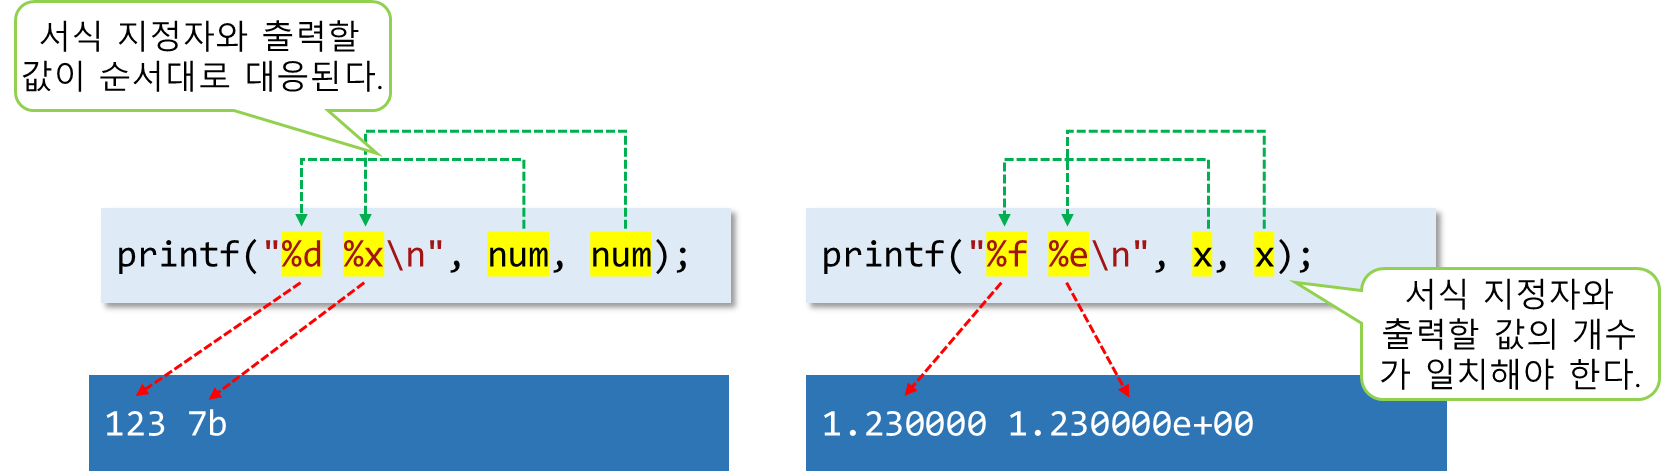 서식 지정자와 출력할
값이 순서대로 대응된다.
printf("%d %x\n", num, num);
123 7b
printf("%f %e\n", x, x);
서식 지정자와
출력할 값의 개수
가 일치해야 한다.
1.230000 1.230000e+00